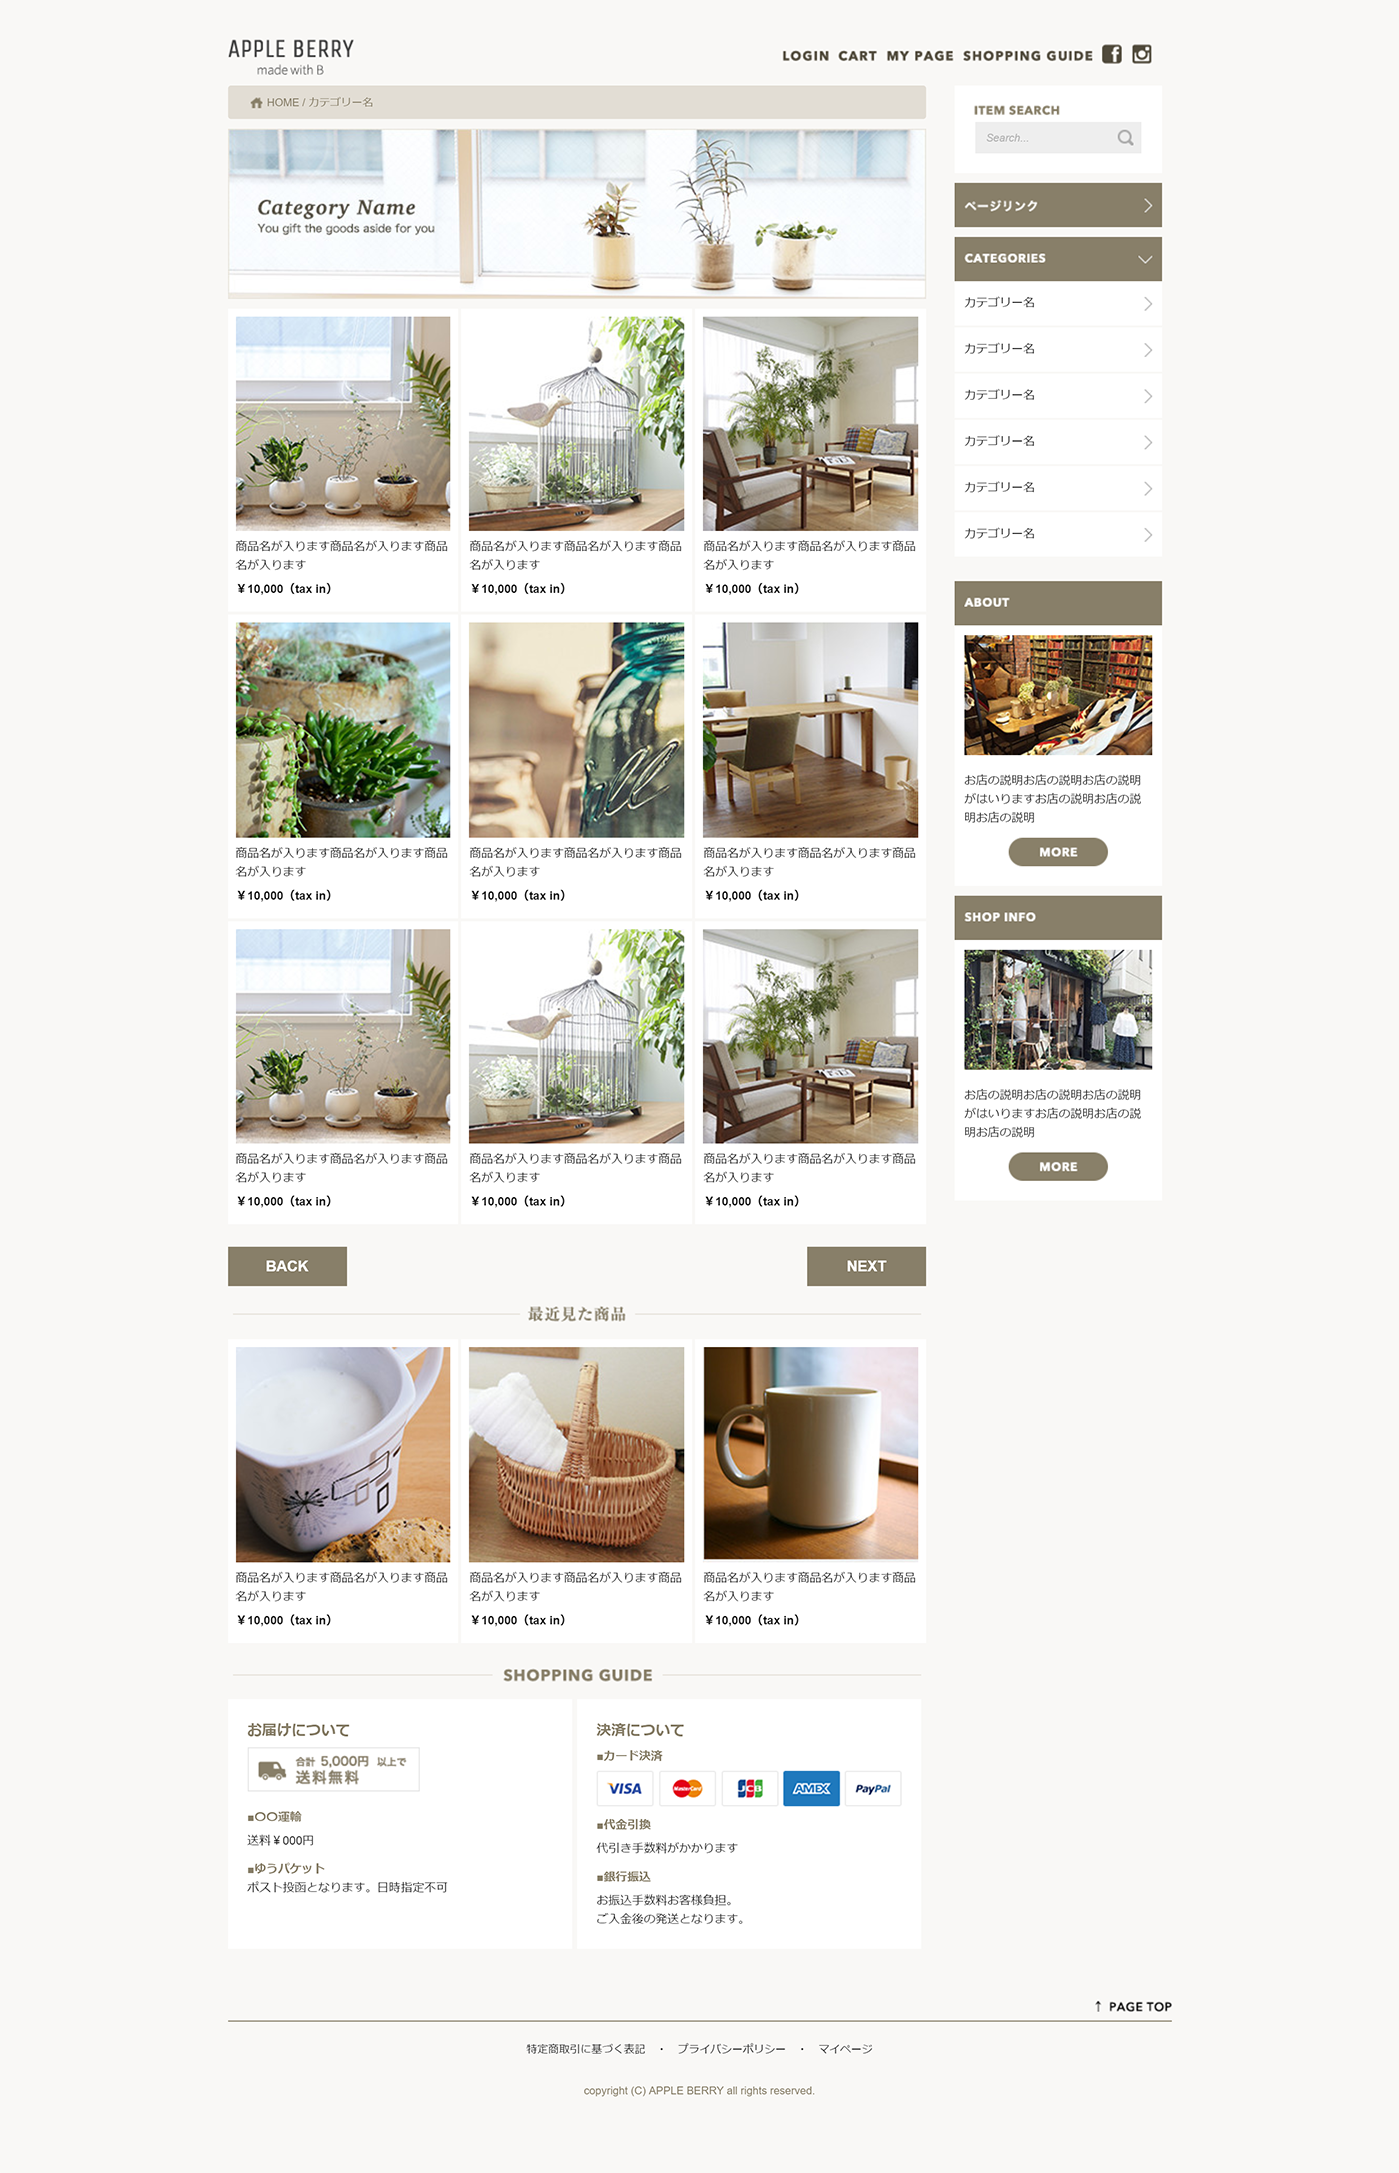 APPLE BERRY
made with B
LOGIN CART MY PAGE SHOPPING GUIDE
HOME / カテゴリー名
Category Name
You gift the goods aside for you
商品名が入ります商品名が入ります商品
名が入ります
￥10,000（tax in）
商品名が入ります商品名が入ります商品
名が入ります
￥10,000（tax in）
商品名が入ります商品名が入ります商品
名が入ります
￥10,000（tax in）
商品名が入ります商品名が入ります商品
名が入ります
￥10,000（tax in）
商品名が入ります商品名が入ります商品
名が入ります
￥10,000（tax in）
商品名が入ります商品名が入ります商品
名が入ります
￥10,000（tax in）
商品名が入ります商品名が入ります商品
名が入ります
￥10,000（tax in）
商品名が入ります商品名が入ります商品
名が入ります
￥10,000（tax in）
商品名が入ります商品名が入ります商品
名が入ります
￥10,000（tax in）
BACK
NEXT
最近見た商品
商品名が入ります商品名が入ります商品
名が入ります
￥10,000（tax in）
商品名が入ります商品名が入ります商品
名が入ります
￥10,000（tax in）
商品名が入ります商品名が入ります商品
名が入ります
￥10,000（tax in）
SHOPPING GUIDE
お届けについて
合計 5,000円 以上で
送料無料
■〇〇運輸
送料￥000円
■ゆうパケット
ポスト投函となります。日時指定不可
決済について
■カード決済
VISA MasterCard JCB AMEX PayPal
■代金引換
代引き手数料がかかります
■銀行振込
お振込手数料お客様負担。
ご入金後の発送となります。
ITEM SEARCH
Search...
ページリンク
CATEGORIES
カテゴリー名
カテゴリー名
カテゴリー名
カテゴリー名
カテゴリー名
カテゴリー名
ABOUT
お店の説明お店の説明お店の説明
がはいりますお店の説明お店の説
明お店の説明
MORE
SHOP INFO
お店の説明お店の説明お店の説明
がはいりますお店の説明お店の説
明お店の説明
MORE
↑ PAGE TOP
特定商取引に基づく表記 ・ プライバシーポリシー ・ マイページ
copyright (C) APPLE BERRY all rights reserved.